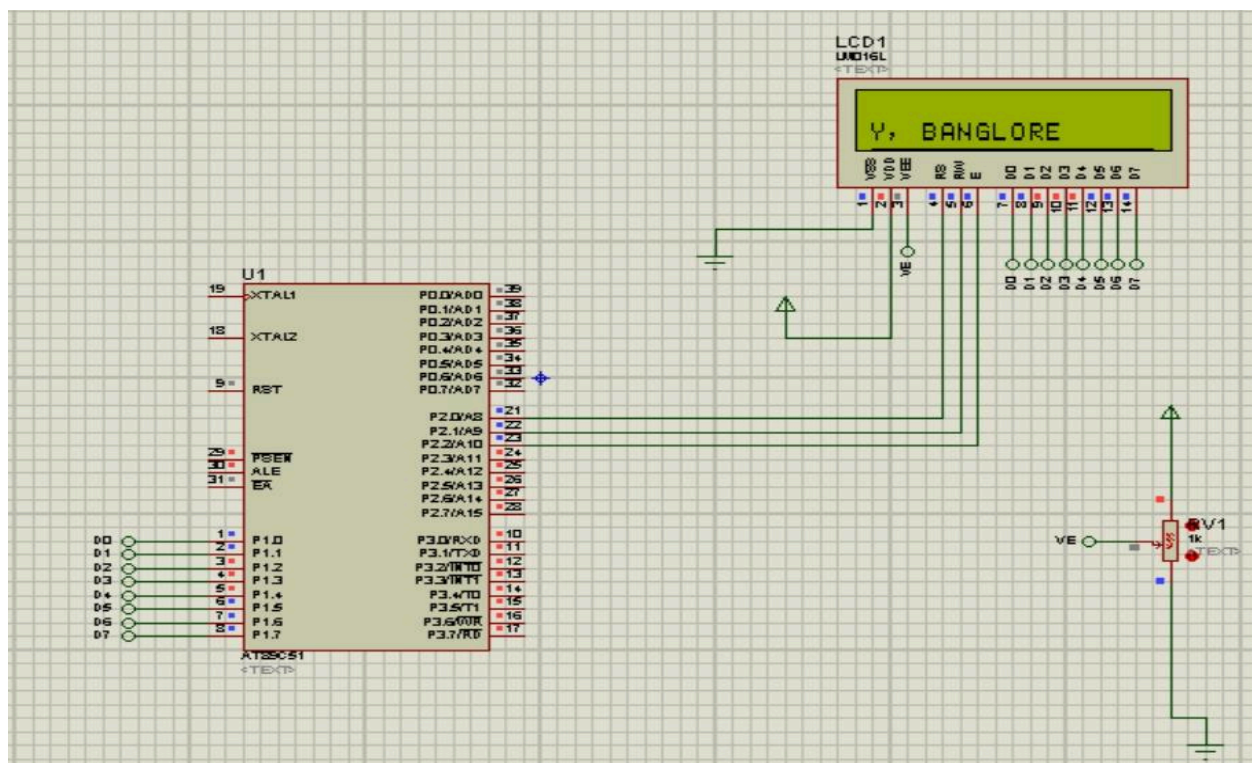 LCD1
LM016L
<TEXT>
Y, BANGLORE
VSS VDD VEE RS RW E D0 D1 D2 D3 D4 D5 D6 D7
1 2 3 4 5 6 7 8 9 10 11 12 13 14
VE D0 D1 D2 D3 D4 D5 D6 D7
U1
19 XTAL1 P0.0/AD0 39
P0.1/AD1 38
P0.2/AD2 37
18 XTAL2 P0.3/AD3 36
P0.4/AD4 35
P0.5/AD5 34
P0.6/AD6 33
9 RST P0.7/AD7 32
P2.0/A8 21
P2.1/A9 22
P2.2/A10 23
29 PSEN P2.3/A11 24
30 ALE P2.4/A12 25
31 EA P2.5/A13 26
P2.6/A14 27
P2.7/A15 28
D0 1 P1.0 P3.0/RXD 10
D1 2 P1.1 P3.1/TXD 11
D2 3 P1.2 P3.2/INT0 12
D3 4 P1.3 P3.3/INT1 13
D4 5 P1.4 P3.4/T0 14
D5 6 P1.5 P3.5/T1 15
D6 7 P1.6 P3.6/WR 16
D7 8 P1.7 P3.7/RD 17
AT89C51
<TEXT>
RV1
VE 1k
<TEXT>